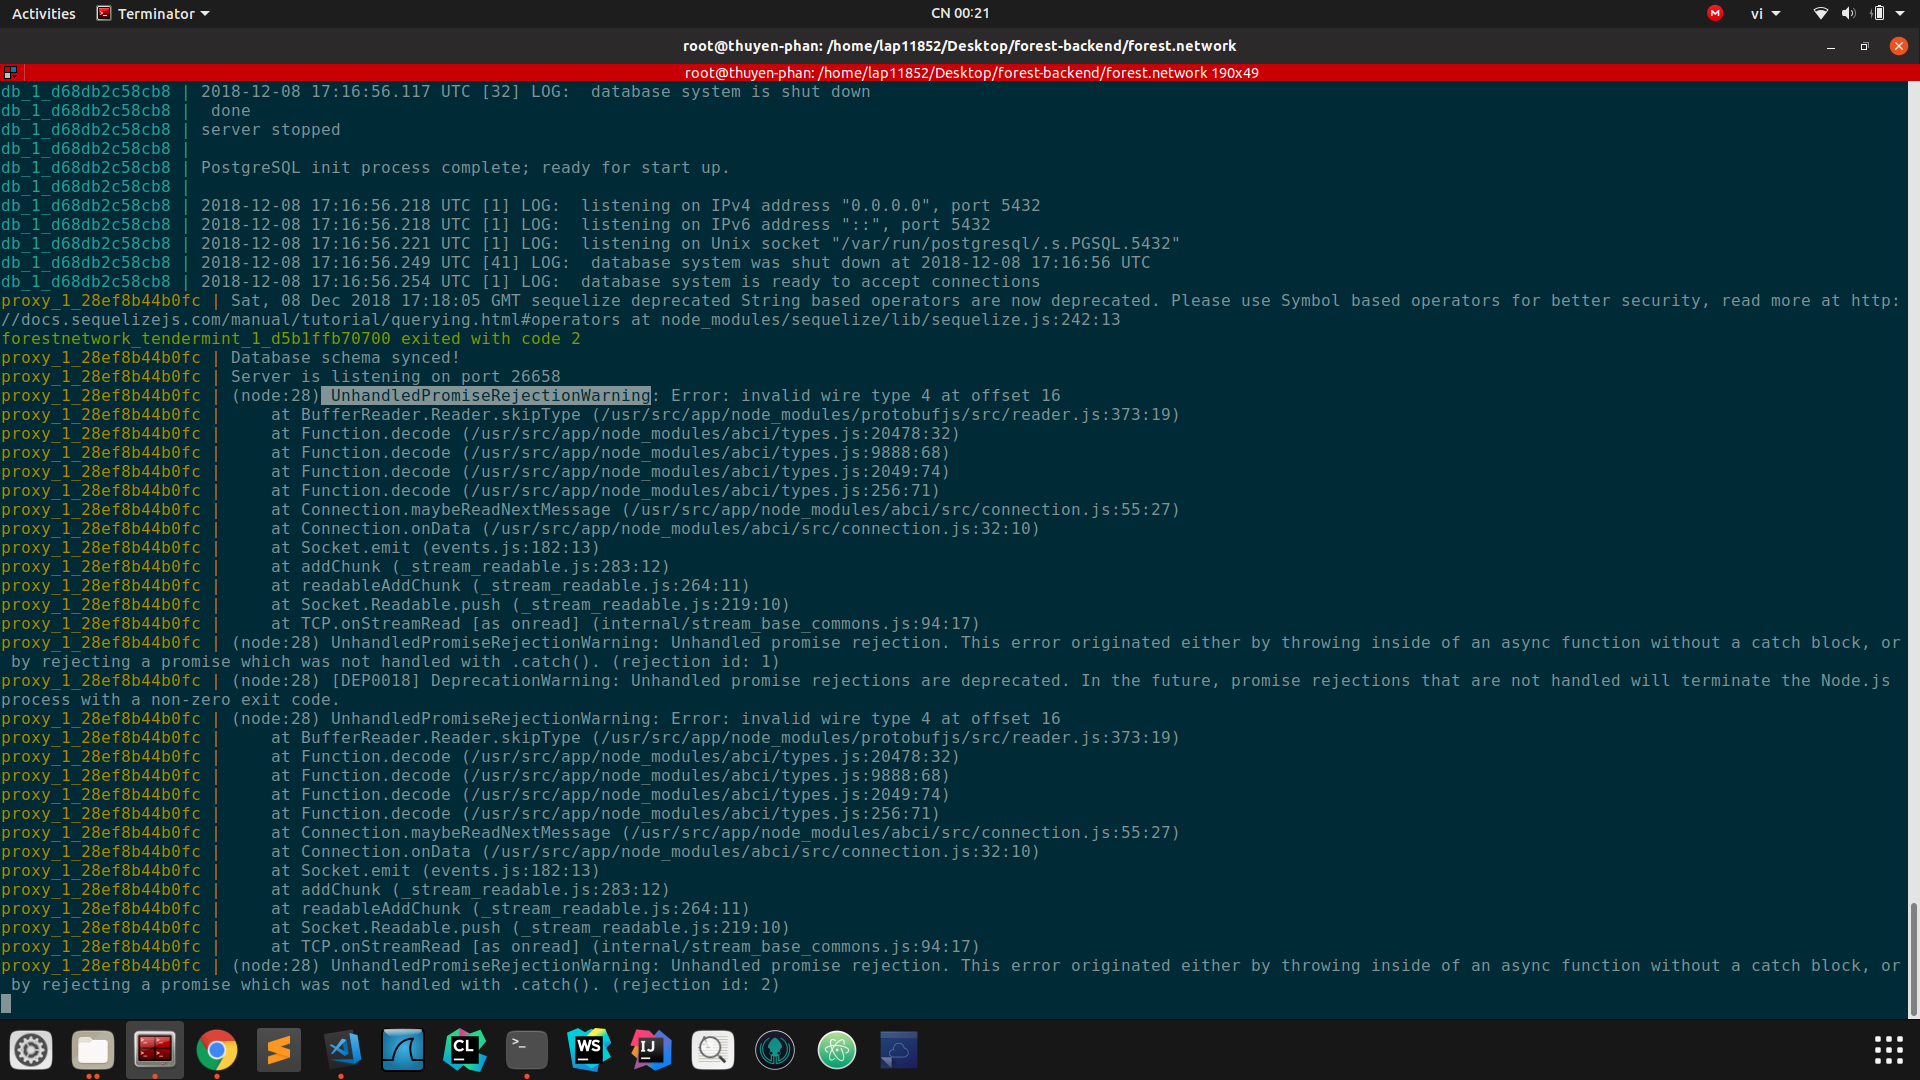 Activities
Terminator
CN 00:21
vi
root@thuyen-phan: /home/lap11852/Desktop/forest-backend/forest.network
root@thuyen-phan: /home/lap11852/Desktop/forest-backend/forest.network 190x49
db_1_d68db2c58cb8 | 2018-12-08 17:16:56.117 UTC [32] LOG:  database system is shut down
db_1_d68db2c58cb8 |  done
db_1_d68db2c58cb8 | server stopped
db_1_d68db2c58cb8 |
db_1_d68db2c58cb8 | PostgreSQL init process complete; ready for start up.
db_1_d68db2c58cb8 |
db_1_d68db2c58cb8 | 2018-12-08 17:16:56.218 UTC [1] LOG:  listening on IPv4 address "0.0.0.0", port 5432
db_1_d68db2c58cb8 | 2018-12-08 17:16:56.218 UTC [1] LOG:  listening on IPv6 address "::", port 5432
db_1_d68db2c58cb8 | 2018-12-08 17:16:56.221 UTC [1] LOG:  listening on Unix socket "/var/run/postgresql/.s.PGSQL.5432"
db_1_d68db2c58cb8 | 2018-12-08 17:16:56.249 UTC [41] LOG:  database system was shut down at 2018-12-08 17:16:56 UTC
db_1_d68db2c58cb8 | 2018-12-08 17:16:56.254 UTC [1] LOG:  database system is ready to accept connections
proxy_1_28ef8b44b0fc | Sat, 08 Dec 2018 17:18:05 GMT sequelize deprecated String based operators are now deprecated. Please use Symbol based operators for better security, read more at http:
//docs.sequelizejs.com/manual/tutorial/querying.html#operators at node_modules/sequelize/lib/sequelize.js:242:13
forestnetwork_tendermint_1_d5b1ffb70700 exited with code 2
proxy_1_28ef8b44b0fc | Database schema synced!
proxy_1_28ef8b44b0fc | Server is listening on port 26658
proxy_1_28ef8b44b0fc | (node:28) UnhandledPromiseRejectionWarning: Error: invalid wire type 4 at offset 16
proxy_1_28ef8b44b0fc |     at BufferReader.Reader.skipType (/usr/src/app/node_modules/protobufjs/src/reader.js:373:19)
proxy_1_28ef8b44b0fc |     at Function.decode (/usr/src/app/node_modules/abci/types.js:20478:32)
proxy_1_28ef8b44b0fc |     at Function.decode (/usr/src/app/node_modules/abci/types.js:9888:68)
proxy_1_28ef8b44b0fc |     at Function.decode (/usr/src/app/node_modules/abci/types.js:2049:74)
proxy_1_28ef8b44b0fc |     at Function.decode (/usr/src/app/node_modules/abci/types.js:256:71)
proxy_1_28ef8b44b0fc |     at Connection.maybeReadNextMessage (/usr/src/app/node_modules/abci/src/connection.js:55:27)
proxy_1_28ef8b44b0fc |     at Connection.onData (/usr/src/app/node_modules/abci/src/connection.js:32:10)
proxy_1_28ef8b44b0fc |     at Socket.emit (events.js:182:13)
proxy_1_28ef8b44b0fc |     at addChunk (_stream_readable.js:283:12)
proxy_1_28ef8b44b0fc |     at readableAddChunk (_stream_readable.js:264:11)
proxy_1_28ef8b44b0fc |     at Socket.Readable.push (_stream_readable.js:219:10)
proxy_1_28ef8b44b0fc |     at TCP.onStreamRead [as onread] (internal/stream_base_commons.js:94:17)
proxy_1_28ef8b44b0fc | (node:28) UnhandledPromiseRejectionWarning: Unhandled promise rejection. This error originated either by throwing inside of an async function without a catch block, or
 by rejecting a promise which was not handled with .catch(). (rejection id: 1)
proxy_1_28ef8b44b0fc | (node:28) [DEP0018] DeprecationWarning: Unhandled promise rejections are deprecated. In the future, promise rejections that are not handled will terminate the Node.js
process with a non-zero exit code.
proxy_1_28ef8b44b0fc | (node:28) UnhandledPromiseRejectionWarning: Error: invalid wire type 4 at offset 16
proxy_1_28ef8b44b0fc |     at BufferReader.Reader.skipType (/usr/src/app/node_modules/protobufjs/src/reader.js:373:19)
proxy_1_28ef8b44b0fc |     at Function.decode (/usr/src/app/node_modules/abci/types.js:20478:32)
proxy_1_28ef8b44b0fc |     at Function.decode (/usr/src/app/node_modules/abci/types.js:9888:68)
proxy_1_28ef8b44b0fc |     at Function.decode (/usr/src/app/node_modules/abci/types.js:2049:74)
proxy_1_28ef8b44b0fc |     at Function.decode (/usr/src/app/node_modules/abci/types.js:256:71)
proxy_1_28ef8b44b0fc |     at Connection.maybeReadNextMessage (/usr/src/app/node_modules/abci/src/connection.js:55:27)
proxy_1_28ef8b44b0fc |     at Connection.onData (/usr/src/app/node_modules/abci/src/connection.js:32:10)
proxy_1_28ef8b44b0fc |     at Socket.emit (events.js:182:13)
proxy_1_28ef8b44b0fc |     at addChunk (_stream_readable.js:283:12)
proxy_1_28ef8b44b0fc |     at readableAddChunk (_stream_readable.js:264:11)
proxy_1_28ef8b44b0fc |     at Socket.Readable.push (_stream_readable.js:219:10)
proxy_1_28ef8b44b0fc |     at TCP.onStreamRead [as onread] (internal/stream_base_commons.js:94:17)
proxy_1_28ef8b44b0fc | (node:28) UnhandledPromiseRejectionWarning: Unhandled promise rejection. This error originated either by throwing inside of an async function without a catch block, or
 by rejecting a promise which was not handled with .catch(). (rejection id: 2)
CL
>_
WS
IJ